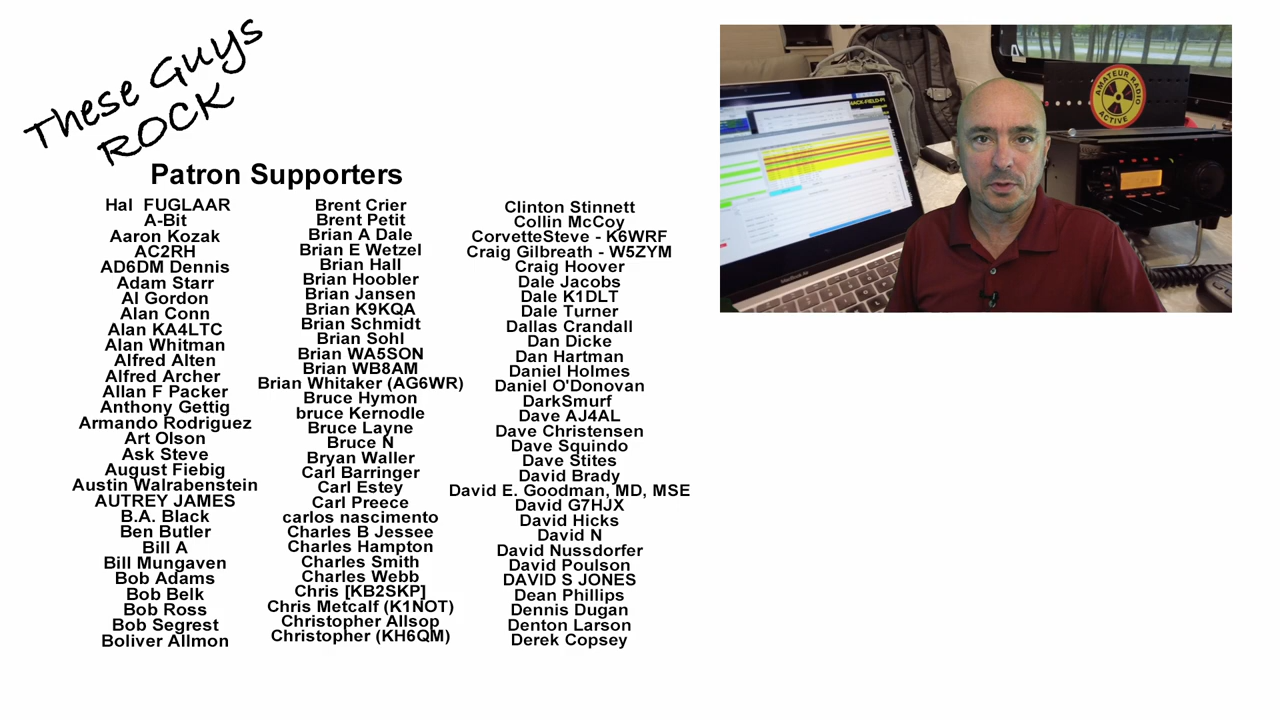 These Guys
ROCK
Patron Supporters
Hal FUGLAAR
A-Bit
Aaron Kozak
AC2RH
AD6DM Dennis
Adam Starr
Al Gordon
Alan Conn
Alan KA4LTC
Alan Whitman
Alfred Alten
Alfred Archer
Allan F Packer
Anthony Gettig
Armando Rodriguez
Art Olson
Ask Steve
August Fiebig
Austin Walrabenstein
AUTREY JAMES
B.A. Black
Ben Butler
Bill A
Bill Mungaven
Bob Adams
Bob Belk
Bob Ross
Bob Segrest
Boliver Allmon
Brent Crier
Brent Petit
Brian A Dale
Brian E Wetzel
Brian Hall
Brian Hoobler
Brian Jansen
Brian K9KQA
Brian Schmidt
Brian Sohl
Brian WA5SON
Brian WB8AM
Brian Whitaker (AG6WR)
Bruce Hymon
bruce Kernodle
Bruce Layne
Bruce N
Bryan Waller
Carl Barringer
Carl Estey
Carl Preece
carlos nascimento
Charles B Jessee
Charles Hampton
Charles Smith
Charles Webb
Chris [KB2SKP]
Chris Metcalf (K1NOT)
Christopher Allsop
Christopher (KH6QM)
Clinton Stinnett
Collin McCoy
CorvetteSteve - K6WRF
Craig Gilbreath - W5ZYM
Craig Hoover
Dale Jacobs
Dale K1DLT
Dale Turner
Dallas Crandall
Dan Dicke
Dan Hartman
Daniel Holmes
Daniel O'Donovan
DarkSmurf
Dave AJ4AL
Dave Christensen
Dave Squindo
Dave Stites
David Brady
David E. Goodman, MD, MSE
David G7HJX
David Hicks
David N
David Nussdorfer
David Poulson
DAVID S JONES
Dean Phillips
Dennis Dugan
Denton Larson
Derek Copsey
AMATEUR RADIO
ACTIVE
MacBook Air